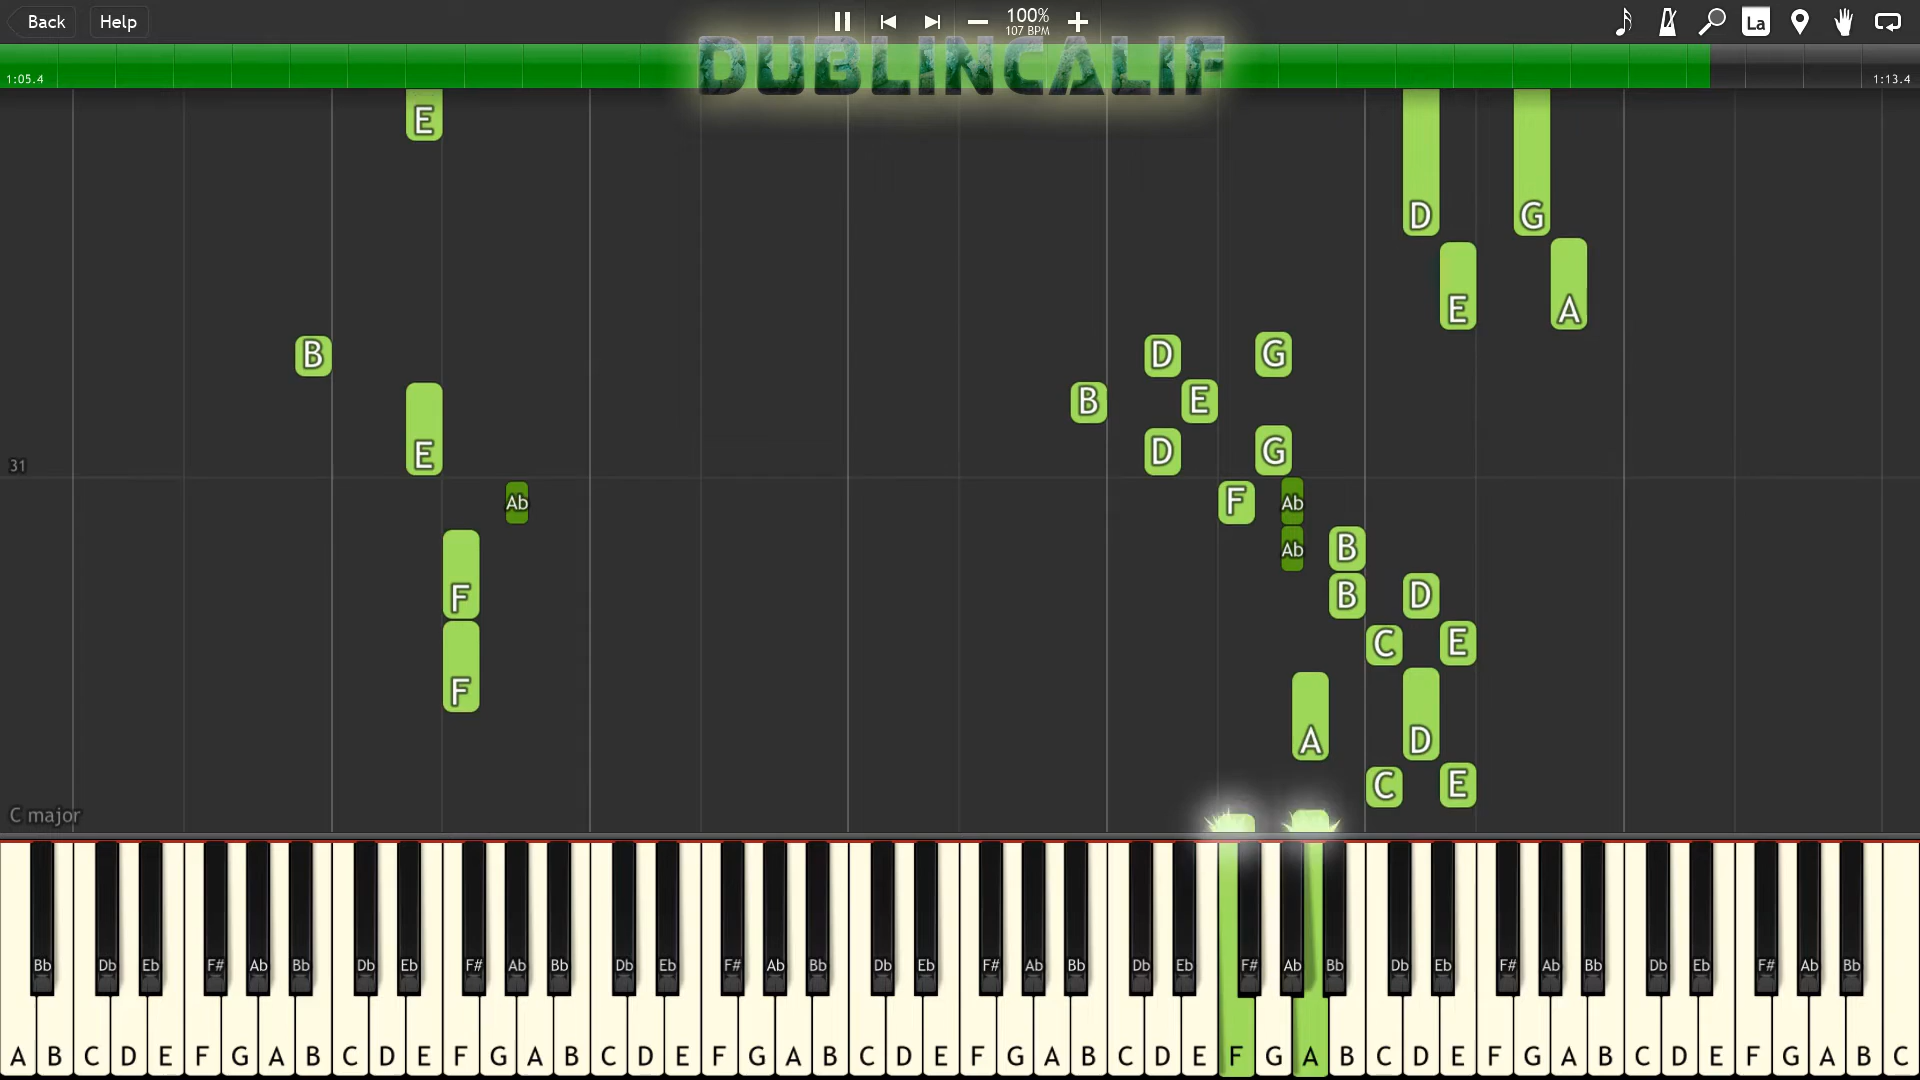 Back Help 100%
107 BPM La
DUBLINCALIF
1:05.4 1:13.4
E
D G
E A
B D G
B E
E D G
31
Ab F Ab
Ab B
F B D
C E
F A D
C E
C major
Bb Db Eb F# Ab Bb Db Eb F# Ab Bb Db Eb F# Ab Bb Db Eb F# Ab Bb Db Eb F# Ab Bb Db Eb F# Ab Bb Db Eb F# Ab Bb
A B C D E F G A B C D E F G A B C D E F G A B C D E F G A B C D E F G A B C D E F G A B C D E F G A B C